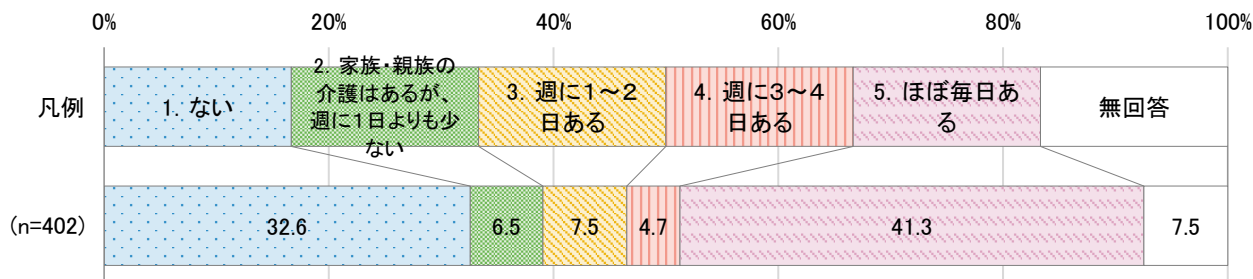 0%
20%
40%
60%
80%
100%
凡例
1. ない
2. 家族・親族の
介護はあるが、
週に1日よりも少
ない
3. 週に1～2
日ある
4. 週に3～4
日ある
5. ほぼ毎日あ
る
無回答
(n=402)
32.6
6.5
7.5
4.7
41.3
7.5